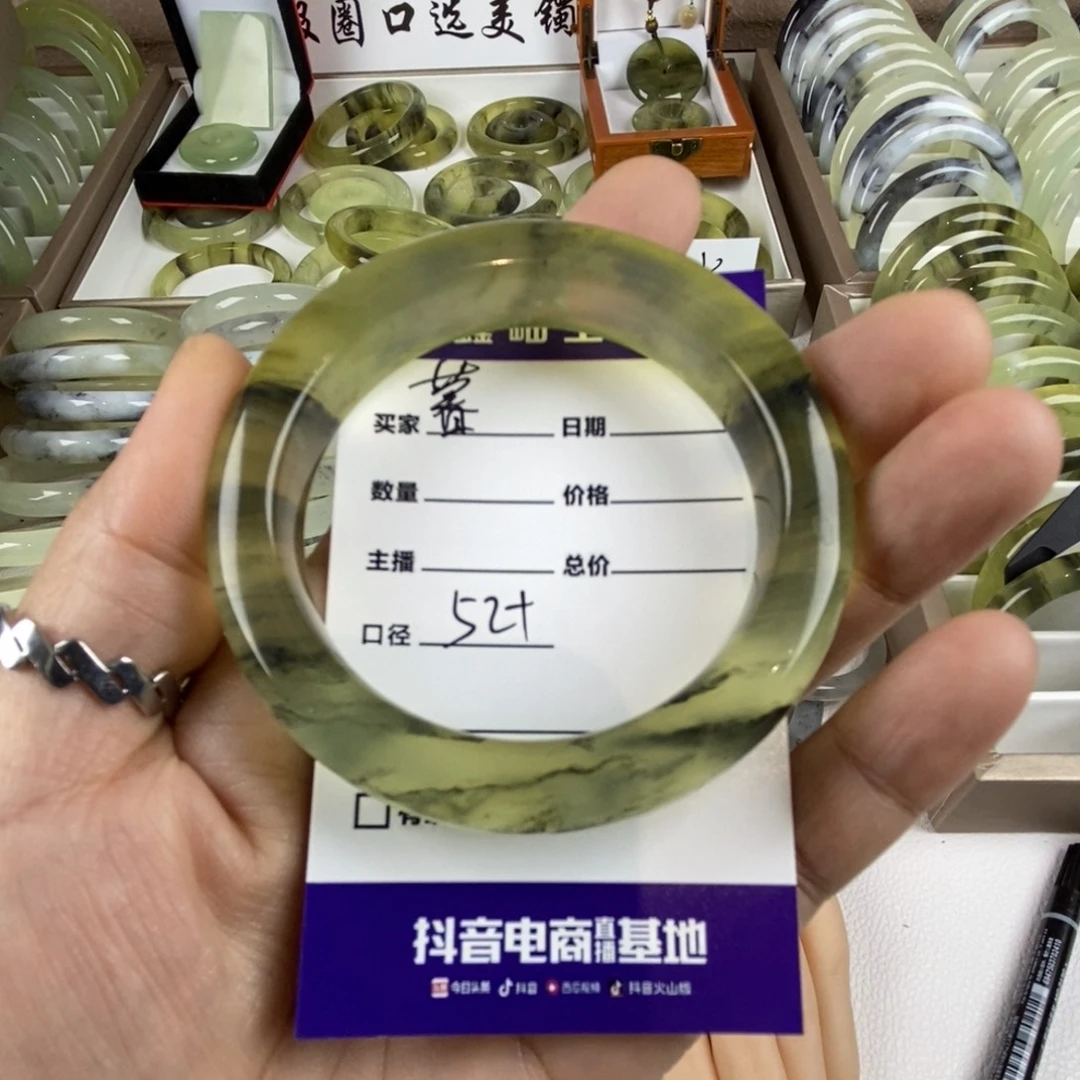 圈口选美镯
买家 日期
数量 价格
主播 总价
口径 52+
抖音电商直播基地
今日头条 抖音 西瓜视频 抖音火山版